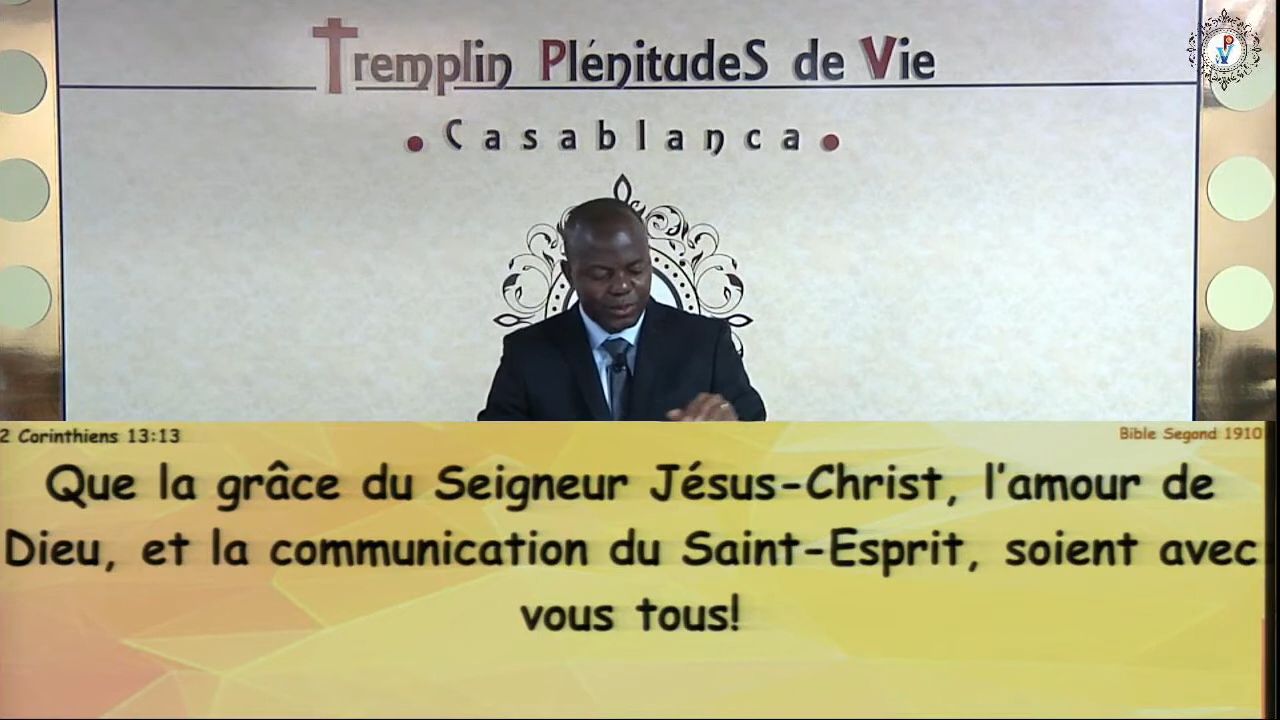 Tremplin PlénitudeS de Vie
Casablanca
PV
2 Corinthiens 13:13
Bible Segond 1910
Que la grâce du Seigneur Jésus-Christ, l'amour de
Dieu, et la communication du Saint-Esprit, soient avec
vous tous!